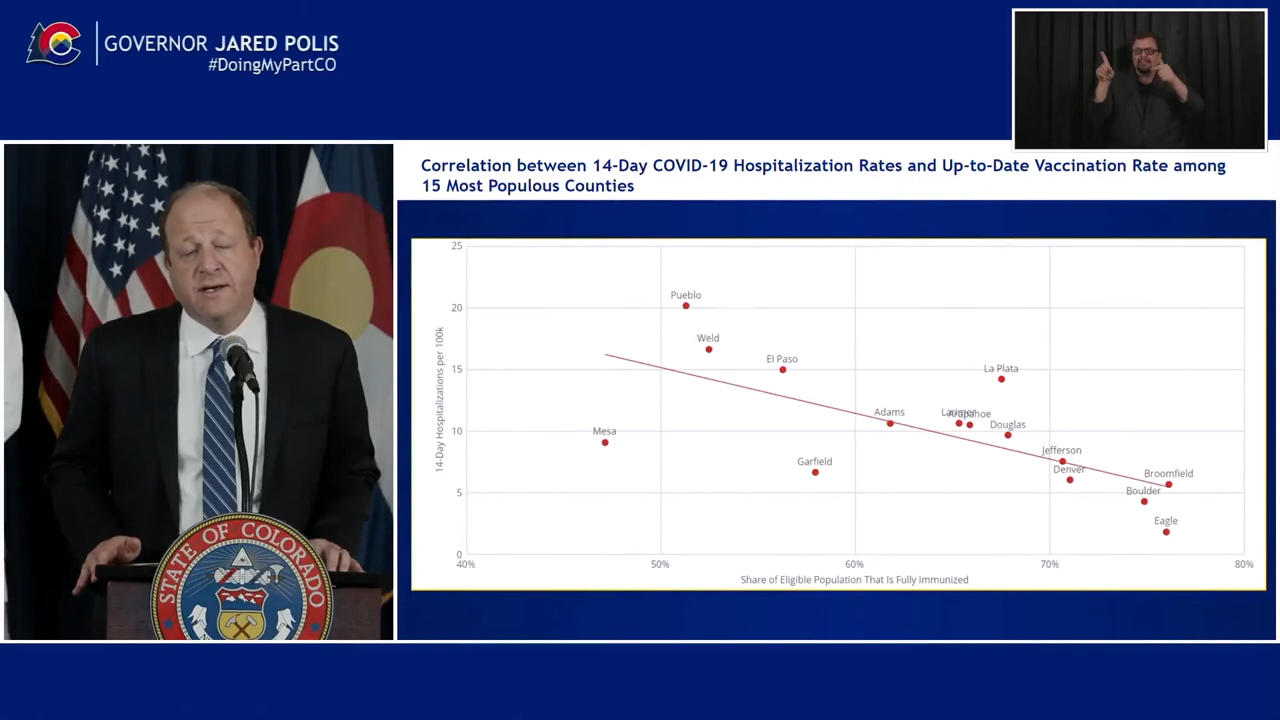 GOVERNOR JARED POLIS
#DoingMyPartCO
Correlation between 14-Day COVID-19 Hospitalization Rates and Up-to-Date Vaccination Rate among
15 Most Populous Counties
25
20
15
10
5
0
14-Day Hospitalizations per 100k
Pueblo
Weld
El Paso
La Plata
Adams
Larimer
Arapahoe
Douglas
Mesa
Jefferson
Garfield
Denver
Broomfield
Boulder
Eagle
40%
50%
60%
70%
80%
Share of Eligible Population That Is Fully Immunized
STATE OF COLORADO